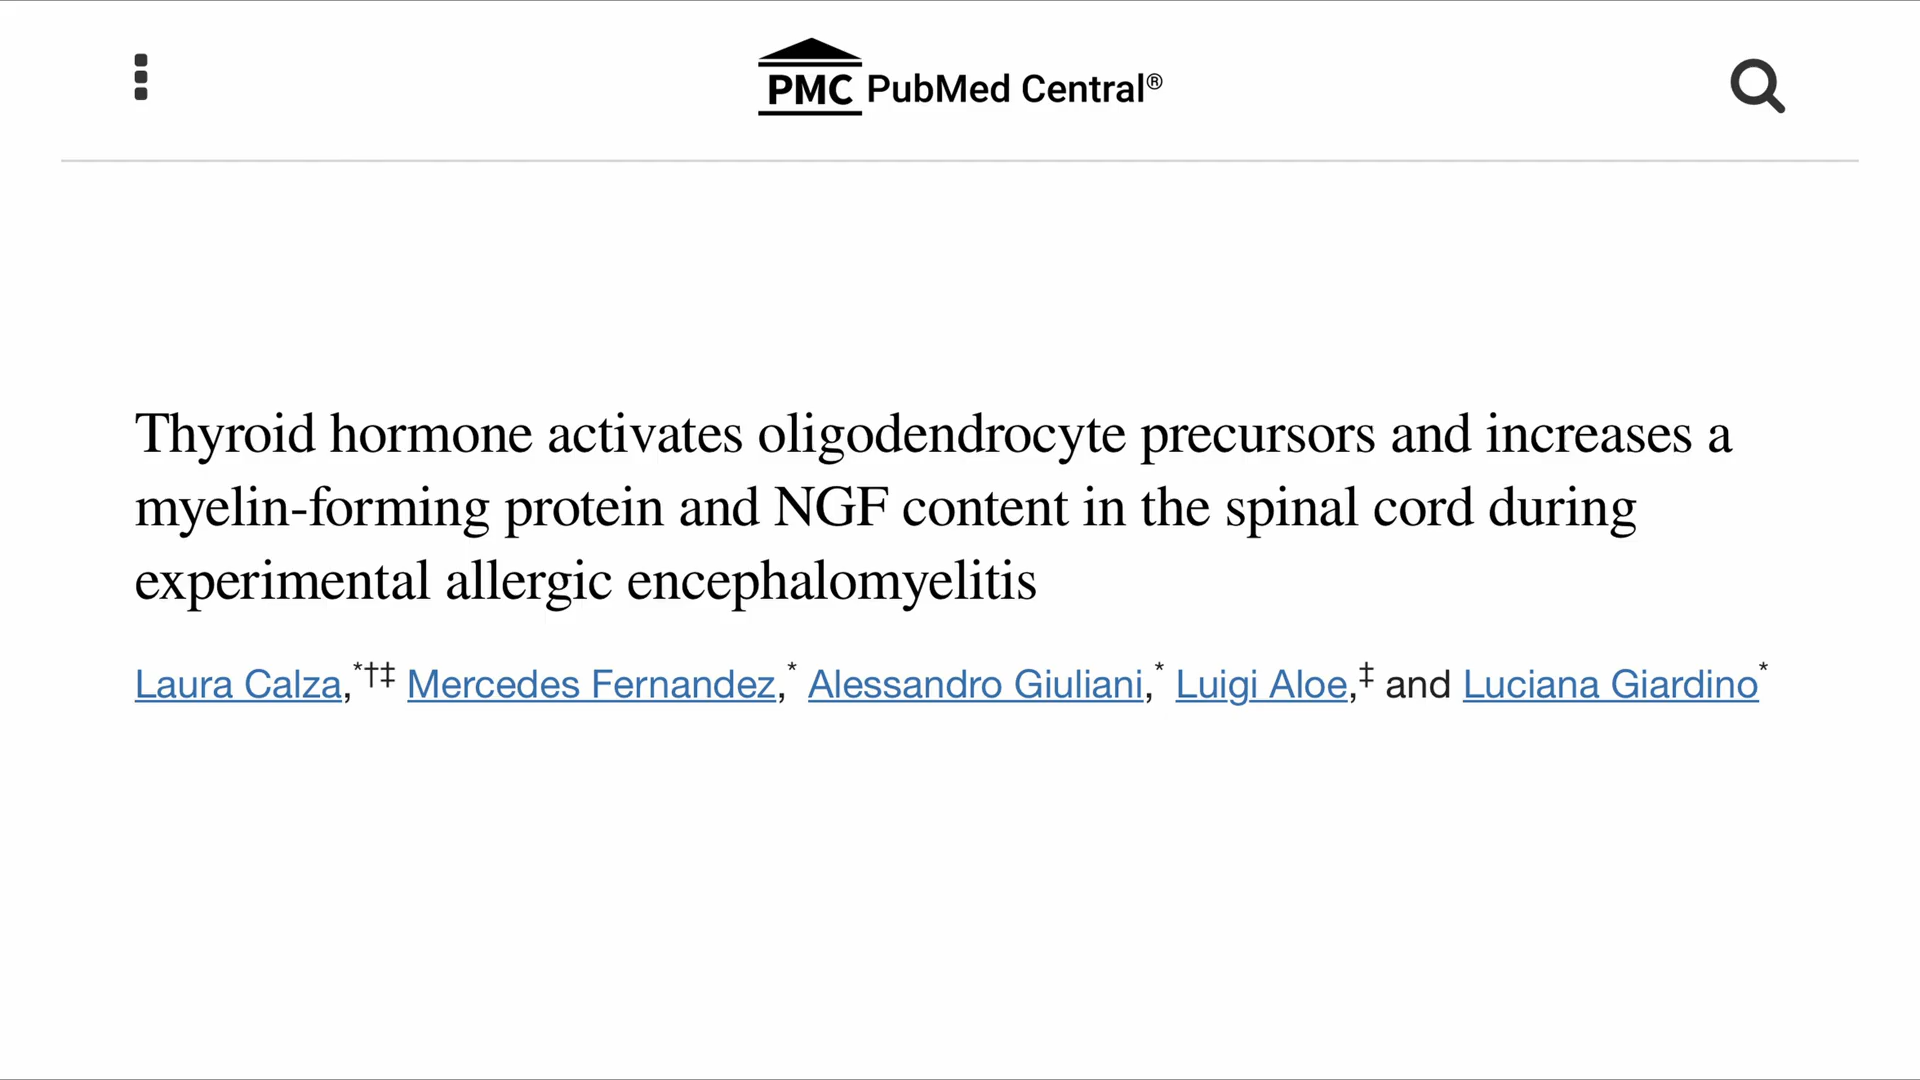 PMC PubMed Central®
Thyroid hormone activates oligodendrocyte precursors and increases a
myelin-forming protein and NGF content in the spinal cord during
experimental allergic encephalomyelitis
Laura Calza,*†‡ Mercedes Fernandez,* Alessandro Giuliani,* Luigi Aloe,‡ and Luciana Giardino*